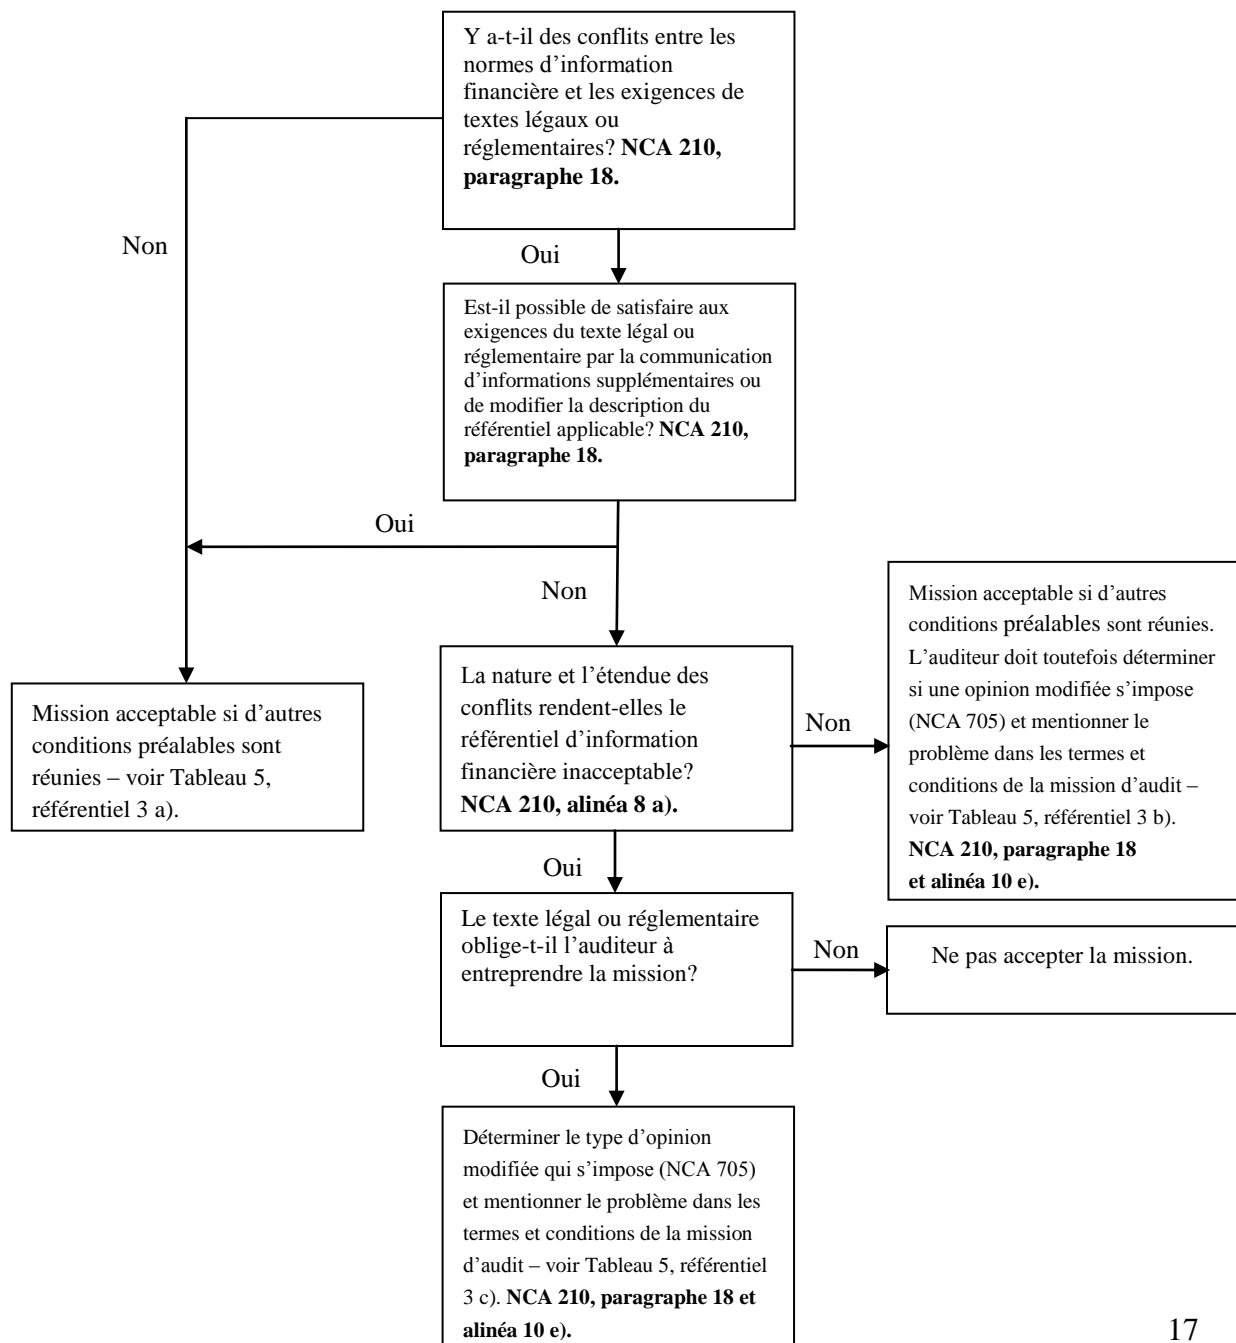 Y a-t-il des conflits entre les
normes d’information
financière et les exigences de
textes légaux ou
réglementaires? NCA 210,
paragraphe 18.
Non
Oui
Est-il possible de satisfaire aux
exigences du texte légal ou
réglementaire par la communication
d’informations supplémentaires ou
de modifier la description du
référentiel applicable? NCA 210,
paragraphe 18.
Oui
Non
Mission acceptable si d’autres
conditions préalables sont
réunies – voir Tableau 5,
référentiel 3 a).
La nature et l’étendue des
conflits rendent-elles le
référentiel d’information
financière inacceptable?
NCA 210, alinéa 8 a).
Non
Mission acceptable si d’autres
conditions préalables sont réunies.
L’auditeur doit toutefois déterminer
si une opinion modifiée s’impose
(NCA 705) et mentionner le
problème dans les termes et
conditions de la mission d’audit –
voir Tableau 5, référentiel 3 b).
NCA 210, paragraphe 18
et alinéa 10 e).
Oui
Le texte légal ou réglementaire
oblige-t-il l’auditeur à
entreprendre la mission?
Non
Ne pas accepter la mission.
Oui
Déterminer le type d’opinion
modifiée qui s’impose (NCA 705)
et mentionner le problème dans les
termes et conditions de la mission
d’audit – voir Tableau 5, référentiel
3 c). NCA 210, paragraphe 18 et
alinéa 10 e).
17